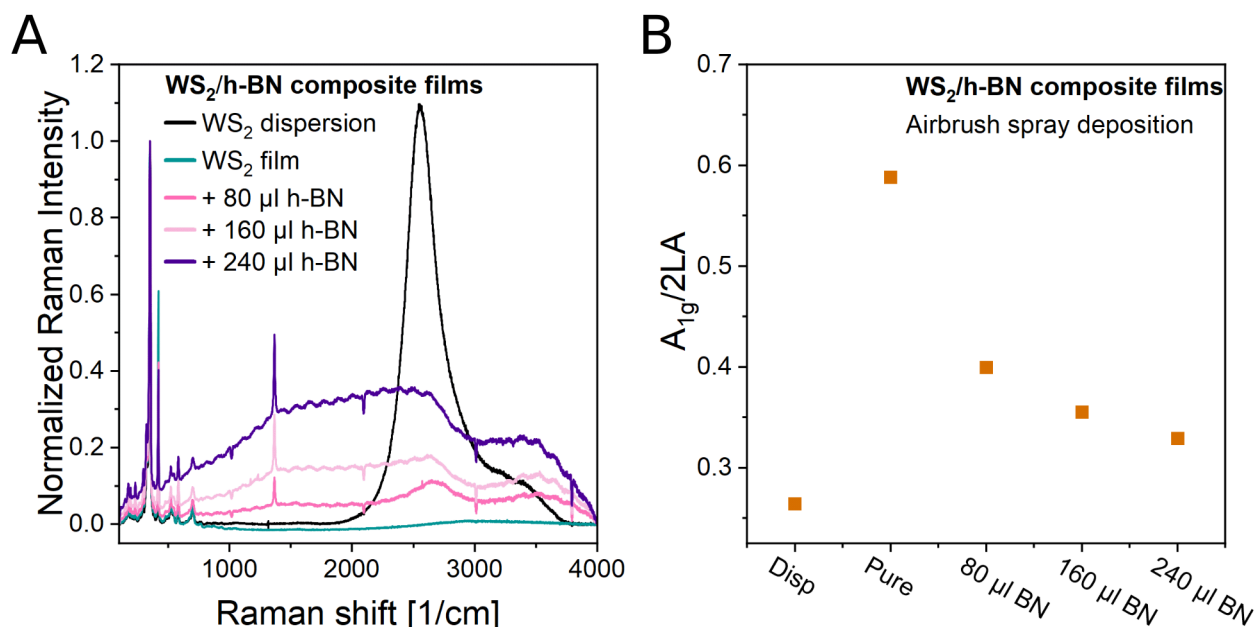 A
WS₂/h-BN composite films
WS₂ dispersion
WS₂ film
+ 80 µl h-BN
+ 160 µl h-BN
+ 240 µl h-BN
Normalized Raman Intensity
1.2
1.0
0.8
0.6
0.4
0.2
0.0
1000
2000
3000
4000
Raman shift [1/cm]
B
WS₂/h-BN composite films
Airbrush spray deposition
A₁g/2LA
0.7
0.6
0.5
0.4
0.3
Disp
Pure
80 µl BN
160 µl BN
240 µl BN